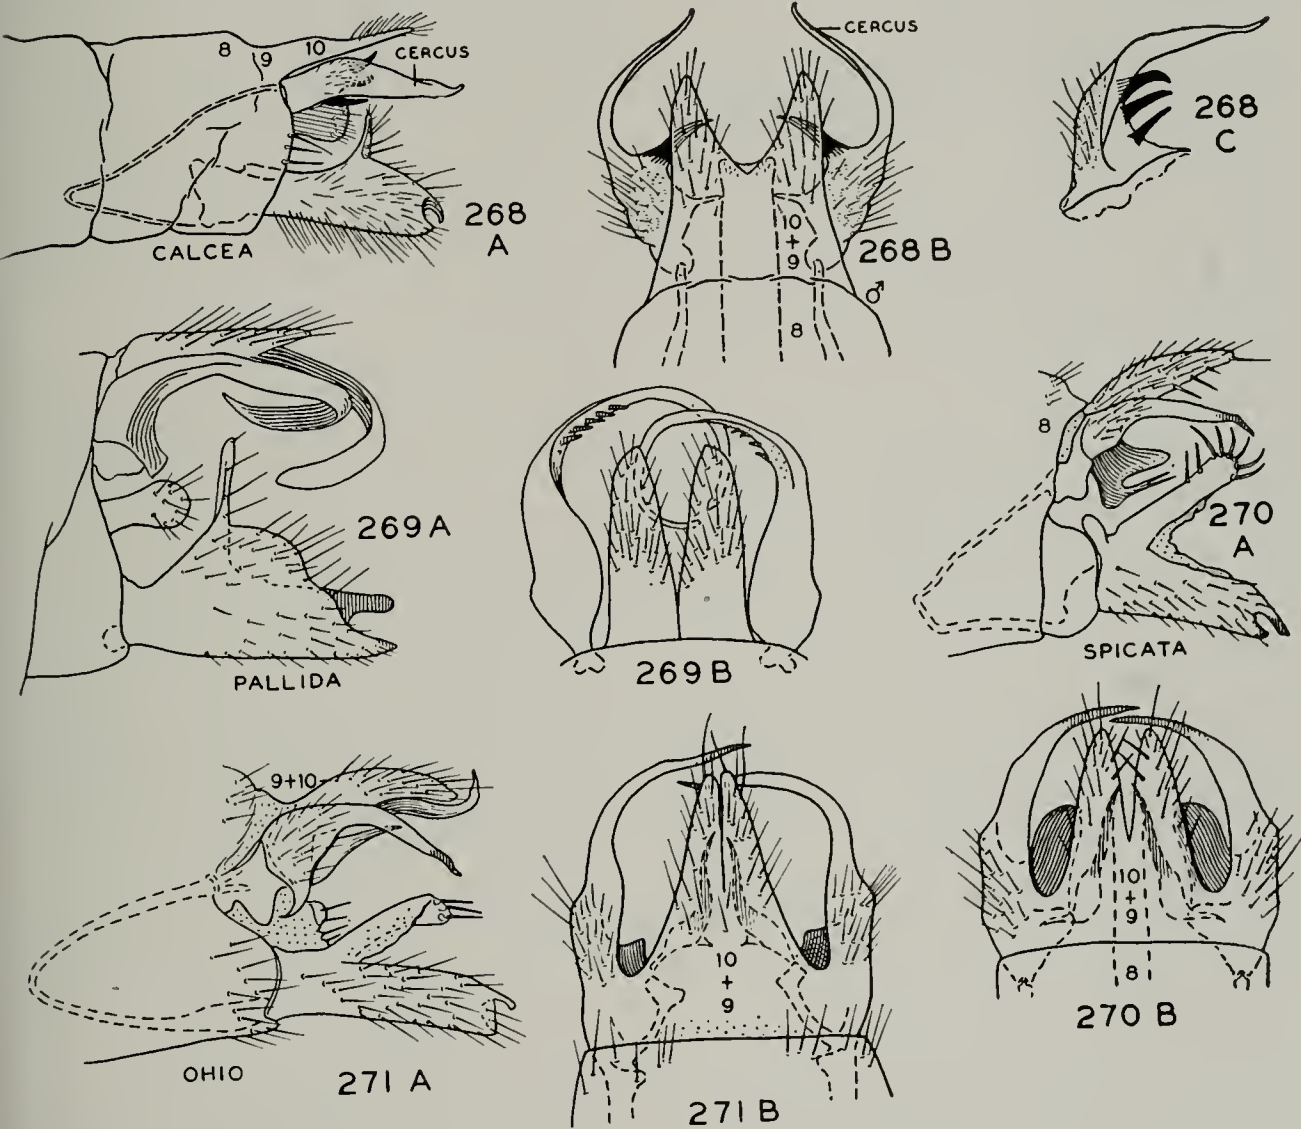 8
9
10
CERCUS
CALCEA
268
A
CERCUS
10
+
9
268 B
♂
8
268
C
269 A
PALLIDA
269 B
8
270
A
SPICATA
9+10
OHIO
271 A
10
+
9
271 B
10
+
9
8
270 B